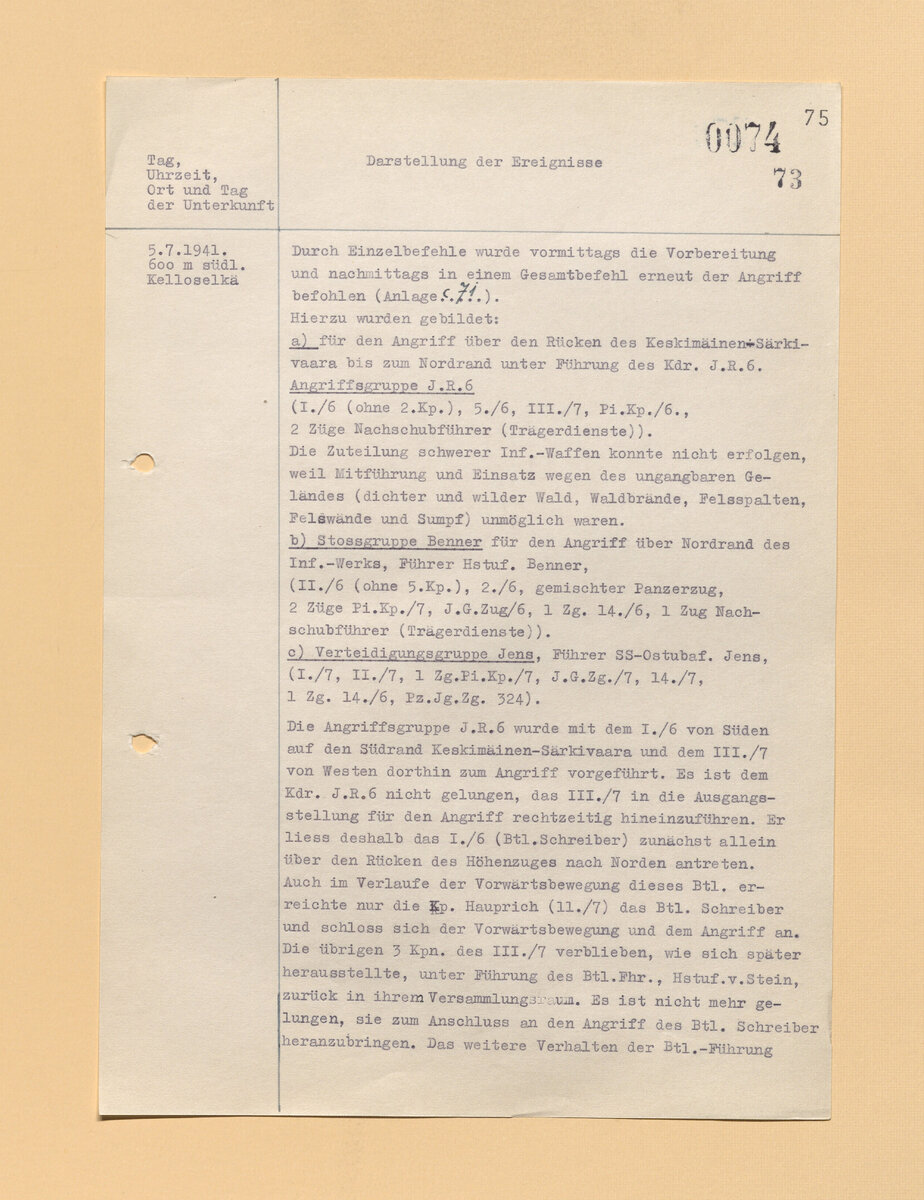 75
0074
73
Tag,
Uhrzeit,
Ort und Tag
der Unterkunft
Darstellung der Ereignisse
5.7.1941.
600 m südl.
Kelloselkä
Durch Einzelbefehle wurde vormittags die Vorbereitung
und nachmittags in einem Gesamtbefehl erneut der Angriff
befohlen (Anlage c.71.).
Hierzu wurden gebildet:
a) für den Angriff über den Rücken des Keskimäinen-Särki-
vaara bis zum Nordrand unter Führung des Kdr. J.R.6.
Angriffsgruppe J.R.6
(I./6 (ohne 2.Kp.), 5./6, III./7, Pi.Kp./6.,
2 Züge Nachschubführer (Trägerdienste)).
Die Zuteilung schwerer Inf.-Waffen konnte nicht erfolgen,
weil Mitführung und Einsatz wegen des ungangbaren Ge-
ländes (dichter und wilder Wald, Waldbrände, Felsspalten,
Felswände und Sumpf) unmöglich waren.
b) Stossgruppe Benner für den Angriff über Nordrand des
Inf.-Werks, Führer Hstuf. Benner,
(II./6 (ohne 5.Kp.), 2./6, gemischter Panzerzug,
2 Züge Pi.Kp./7, J.G.Zug/6, 1 Zg. 14./6, 1 Zug Nach-
schubführer (Trägerdienste)).
c) Verteidigungsgruppe Jens, Führer SS-Ostubaf. Jens,
(I./7, II./7, 1 Zg.Pi.Kp./7, J.G.Zg./7, 14./7,
1 Zg. 14./6, Pz.Jg.Zg. 324).
Die Angriffsgruppe J.R.6 wurde mit dem I./6 von Süden
auf den Südrand Keskimäinen-Särkivaara und dem III./7
von Westen dorthin zum Angriff vorgeführt. Es ist dem
Kdr. J.R.6 nicht gelungen, das III./7 in die Ausgangs-
stellung für den Angriff rechtzeitig hineinzuführen. Er
liess deshalb das I./6 (Btl.Schreiber) zunächst allein
über den Rücken des Höhenzuges nach Norden antreten.
Auch im Verlaufe der Vorwärtsbewegung dieses Btl. er-
reichte nur die Kp. Hauprich (11./7) das Btl. Schreiber
und schloss sich der Vorwärtsbewegung und dem Angriff an.
Die übrigen 3 Kpn. des III./7 verblieben, wie sich später
herausstellte, unter Führung des Btl.Fhr., Hstuf.v.Stein,
zurück in ihrem Versammlungsraum. Es ist nicht mehr ge-
lungen, sie zum Anschluss an den Angriff des Btl. Schreiber
heranzubringen. Das weitere Verhalten der Btl.-Führung